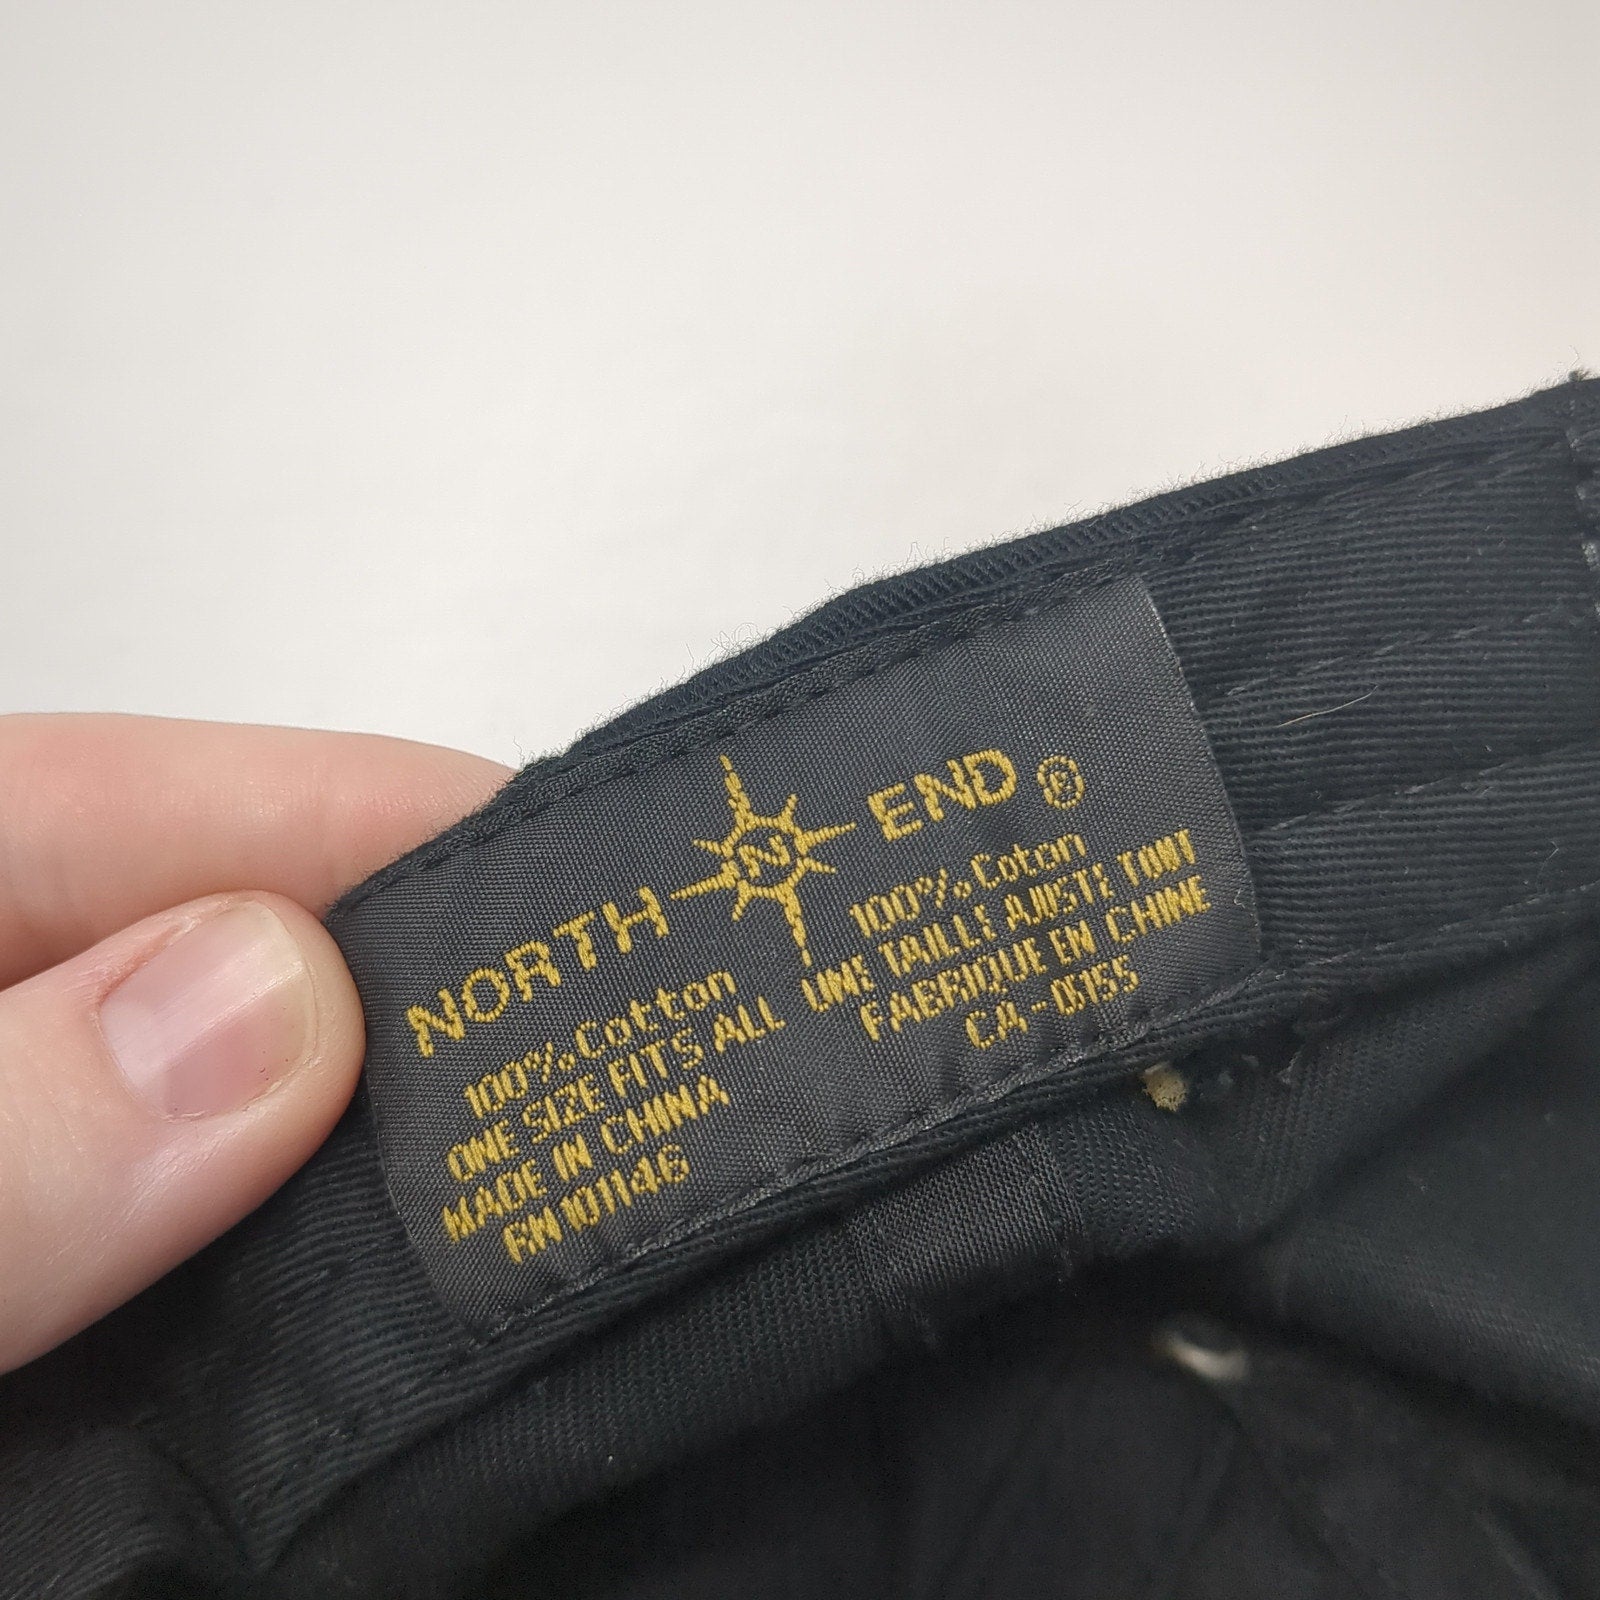 NORTH N END ®
100% Cotton
ONE SIZE FITS ALL
MADE IN CHINA
RN 101146
100% Coton
UNE TAILLE AJUSTE TOUT
FABRIQUE EN CHINE
CA-05155